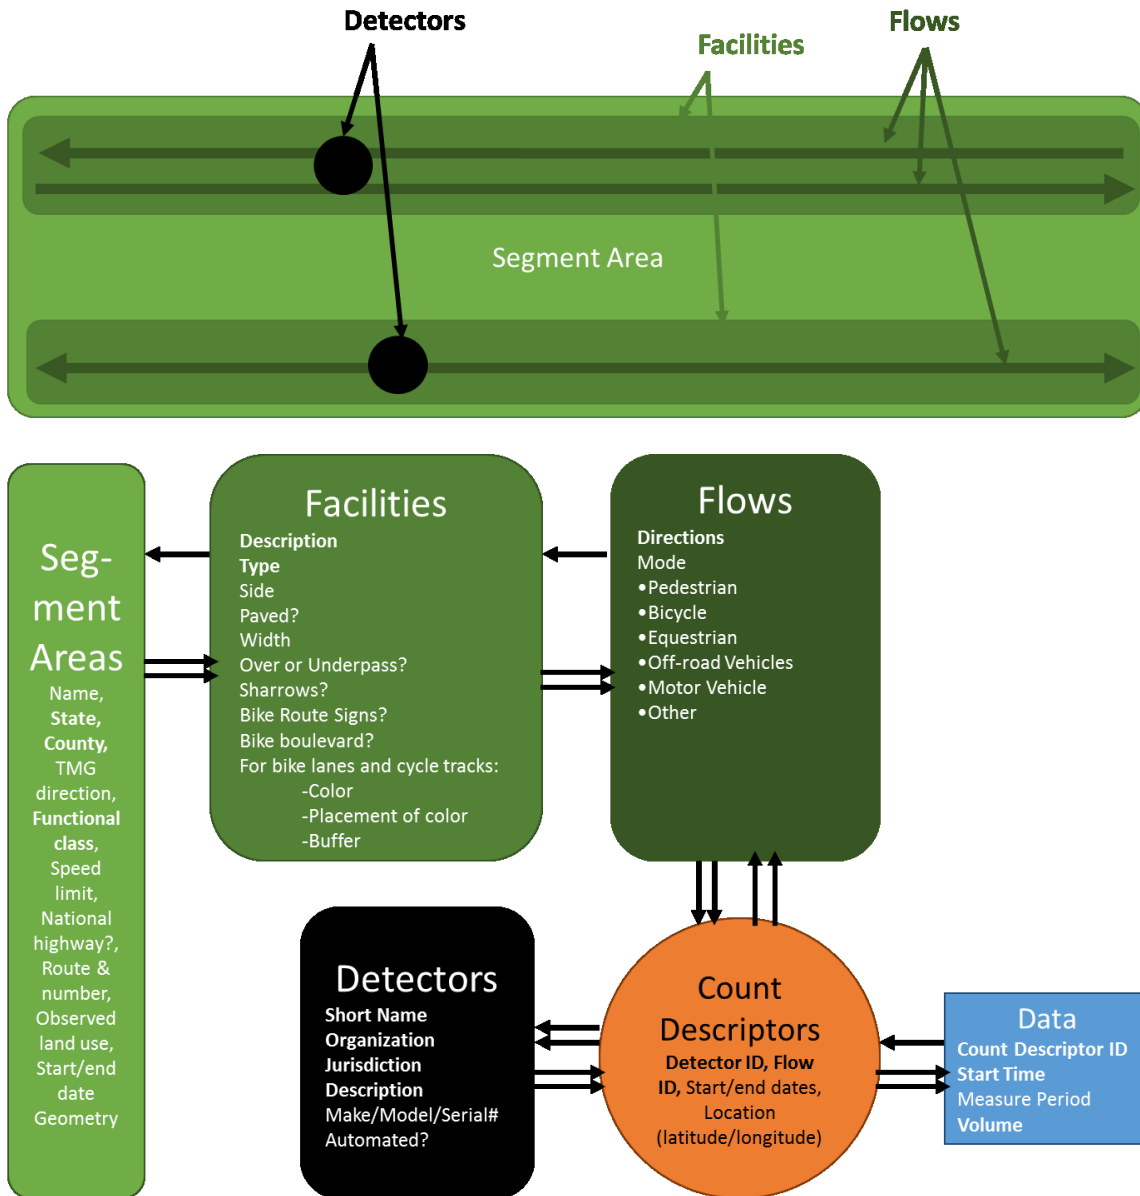 Detectors
Facilities
Flows
Segment Area
Seg-
ment
Areas
Name,
State,
County,
TMG
direction,
Functional
class,
Speed
limit,
National
highway?,
Route &
number,
Observed
land use,
Start/end
date
Geometry
Facilities
Description
Type
Side
Paved?
Width
Over or Underpass?
Sharrows?
Bike Route Signs?
Bike boulevard?
For bike lanes and cycle tracks:
-Color
-Placement of color
-Buffer
Flows
Directions
Mode
•Pedestrian
•Bicycle
•Equestrian
•Off-road Vehicles
•Motor Vehicle
•Other
Detectors
Short Name
Organization
Jurisdiction
Description
Make/Model/Serial#
Automated?
Count
Descriptors
Detector ID, Flow
ID, Start/end dates,
Location
(latitude/longitude)
Data
Count Descriptor ID
Start Time
Measure Period
Volume